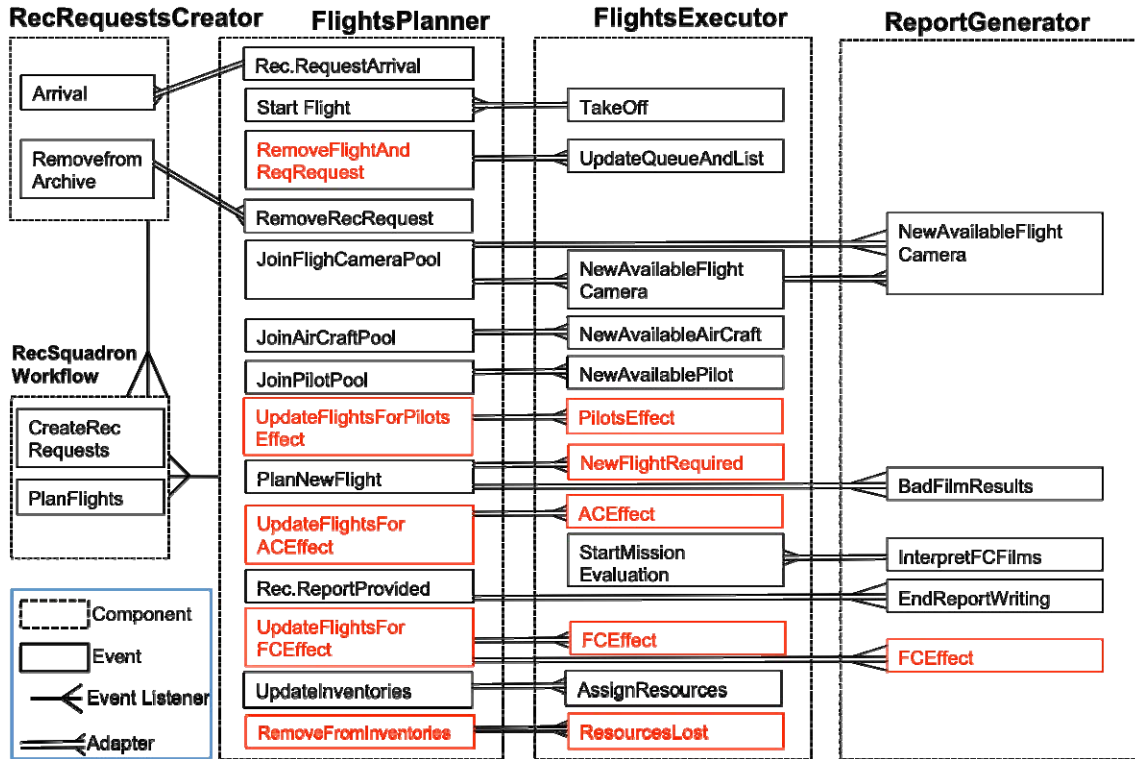 RecRequestsCreator
FlightsPlanner
FlightsExecutor
ReportGenerator
Arrival
Removefrom
Archive
Rec.RequestArrival
Start Flight
RemoveFlightAnd
ReqRequest
RemoveRecRequest
JoinFlighCameraPool
JoinAirCraftPool
JoinPilotPool
UpdateFlightsForPilots
Effect
PlanNewFlight
UpdateFlightsFor
ACEffect
Rec.ReportProvided
UpdateFlightsFor
FCEffect
UpdateInventories
RemoveFromInventories
TakeOff
UpdateQueueAndList
NewAvailableFlight
Camera
NewAvailableAirCraft
NewAvailablePilot
PilotsEffect
NewFlightRequired
ACEffect
StartMission
Evaluation
FCEffect
AssignResources
ResourcesLost
NewAvailableFlight
Camera
BadFilmResults
InterpretFCFilms
EndReportWriting
FCEffect
RecSquadron
Workflow
CreateRec
Requests
PlanFlights
Component
Event
Event Listener
Adapter